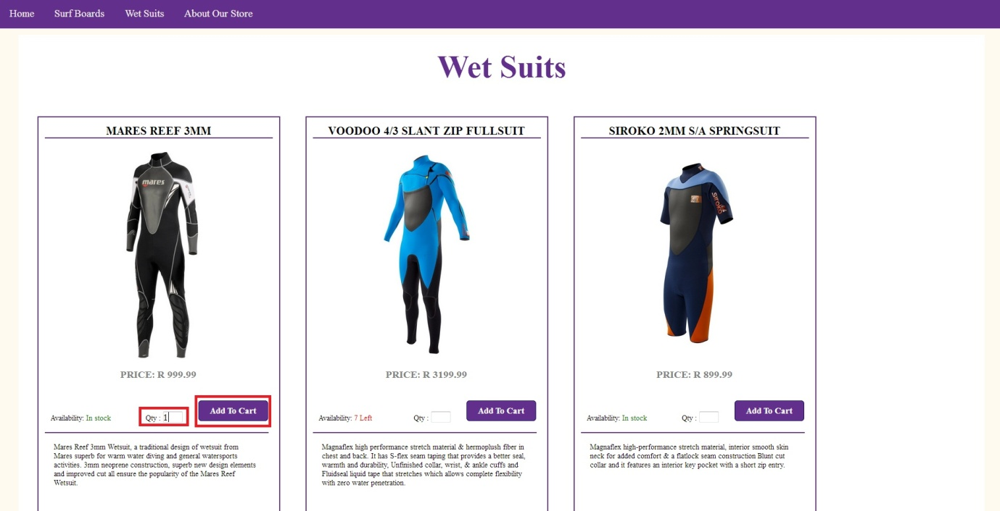 Home Surf Boards Wet Suits About Our Store
Wet Suits
MARES REEF 3MM
mares
PRICE: R 999.99
Availability: In stock Qty : 1 Add To Cart
Mares Reef 3mm Wetsuit, a traditional design of wetsuit from
Mares superb for warm water diving and general watersports
activities. 3mm neoprene construction, superb new design elements
and improved cut all ensure the popularity of the Mares Reef
Wetsuit.
VOODOO 4/3 SLANT ZIP FULLSUIT
PRICE: R 3199.99
Availability: 7 Left Qty : Add To Cart
Magnaflex high performance stretch material & hermoplush fiber in
chest and back. It has S-flex seam taping that provides a better seal,
warmth and durability, Unfinished collar, wrist, & ankle cuffs and
Fluidseal liquid tape that stretches which allows complete flexibility
with zero water penetration.
SIROKO 2MM S/A SPRINGSUIT
SIROKO
PRICE: R 899.99
Availability: In stock Qty : Add To Cart
Magnaflex high-performance stretch material, interior smooth skin
neck for added comfort & a flatlock seam construction Blunt cut
collar and it features an interior key pocket with a short zip entry.